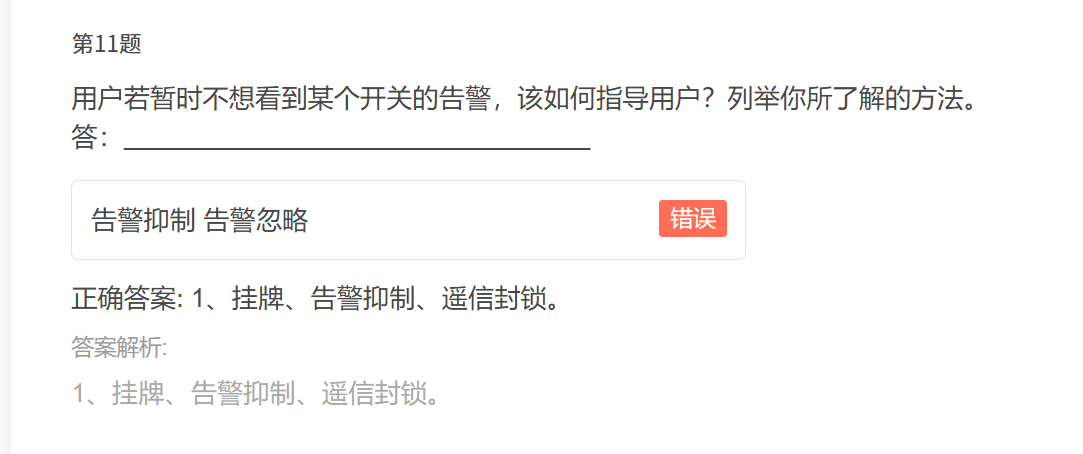 第11题
用户若暂时不想看到某个开关的告警，该如何指导用户？列举你所了解的方法。
答：___________________________________
告警抑制 告警忽略 错误
正确答案: 1、挂牌、告警抑制、遥信封锁。
答案解析:
1、挂牌、告警抑制、遥信封锁。